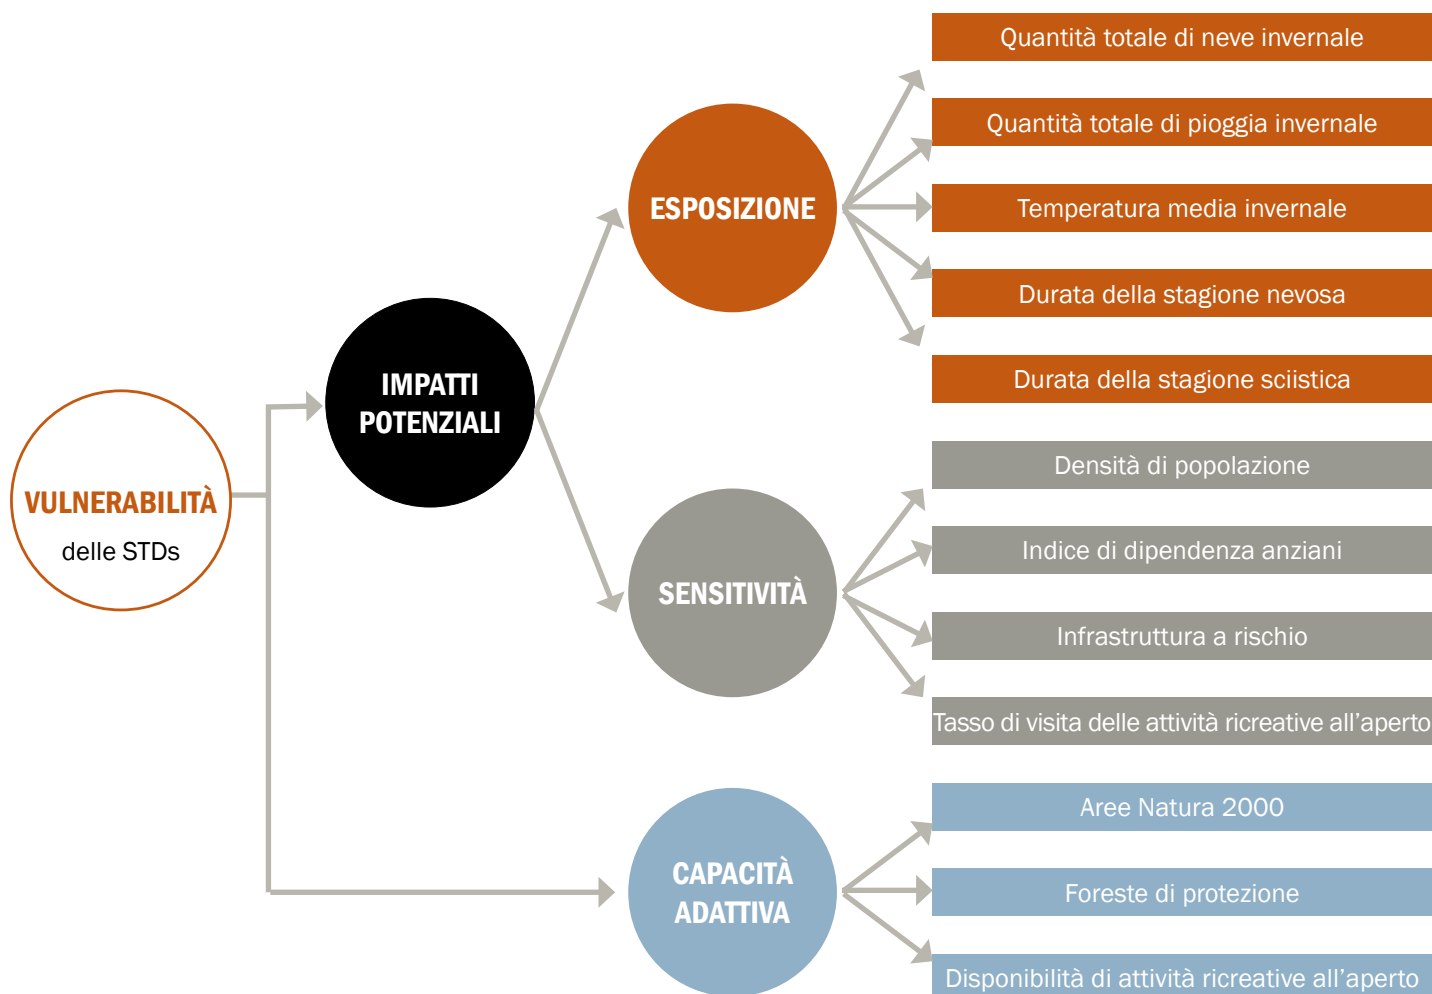 VULNERABILITÀ
delle STDs
IMPATTI
POTENZIALI
ESPOSIZIONE
Quantità totale di neve invernale
Quantità totale di pioggia invernale
Temperatura media invernale
Durata della stagione nevosa
Durata della stagione sciistica
SENSITIVITÀ
Densità di popolazione
Indice di dipendenza anziani
Infrastruttura a rischio
Tasso di visita delle attività ricreative all’aperto
CAPACITÀ
ADATTIVA
Aree Natura 2000
Foreste di protezione
Disponibilità di attività ricreative all’aperto